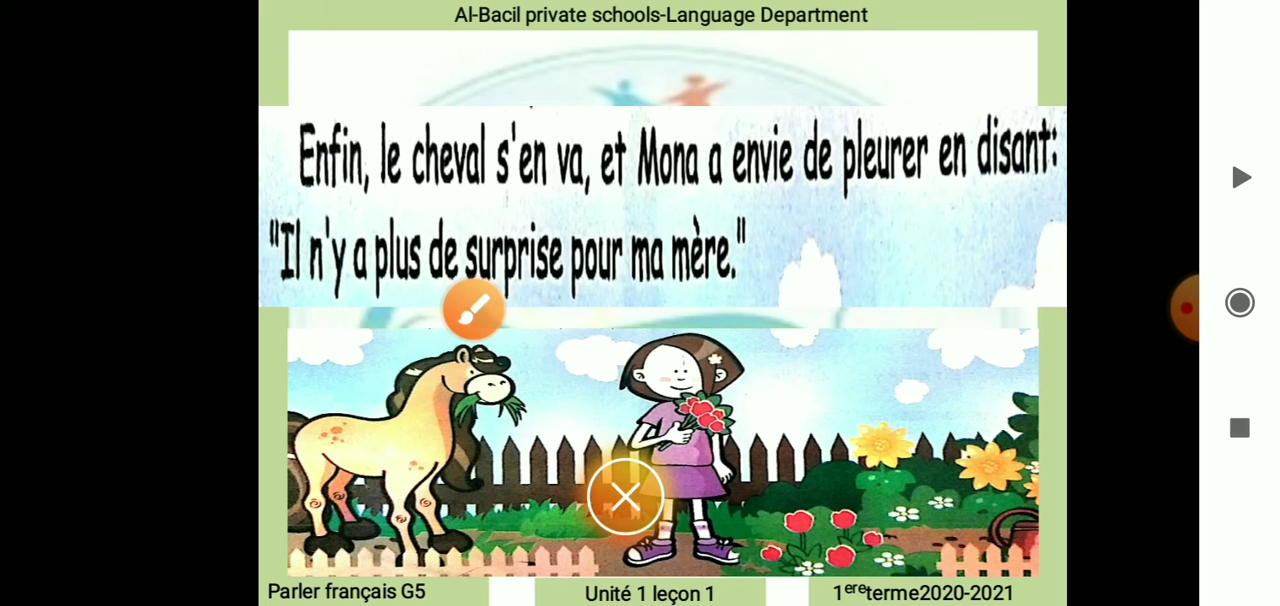 Al-Bacil private schools-Language Department
Enfin, le cheval s'en va, et Mona a envie de pleurer en disant:
"Il n'y a plus de surprise pour ma mère."
Parler français G5
Unité 1 leçon 1
1ereterme2020-2021